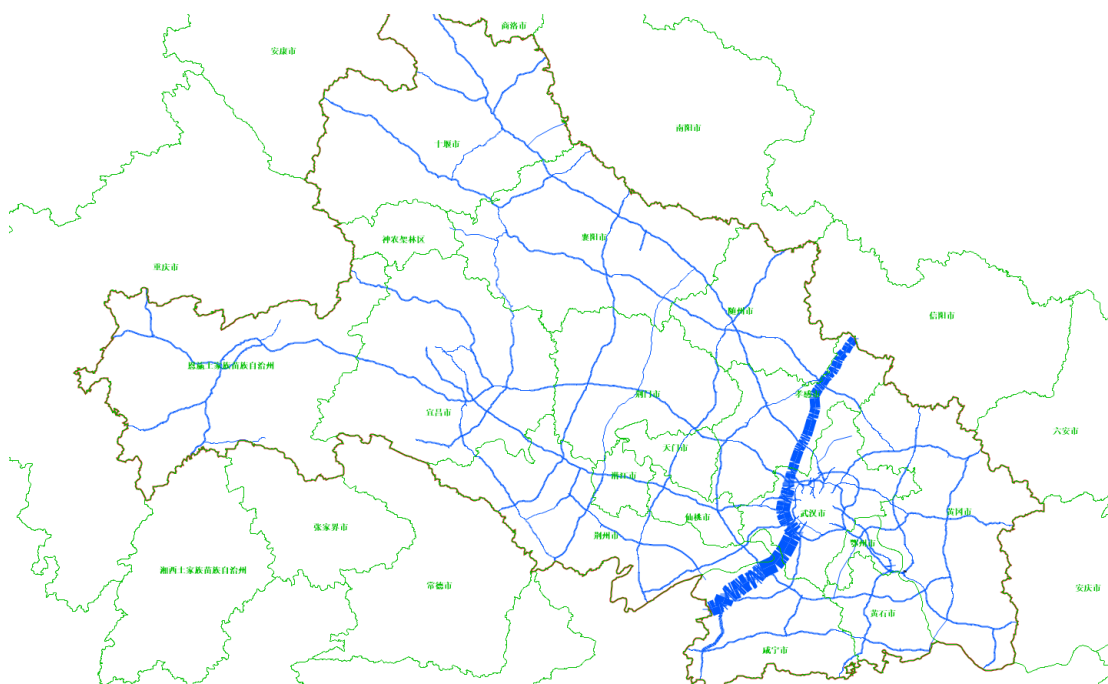 商洛市
安康市
南阳市
十堰市
神农架林区
襄阳市
重庆市
随州市
信阳市
恩施土家族苗族自治州
荆门市
宜昌市
六安市
天门市
潜江市
仙桃市
武汉市
黄冈市
张家界市
荆州市
鄂州市
湘西土家族苗族自治州
常德市
安庆市
黄石市
咸宁市